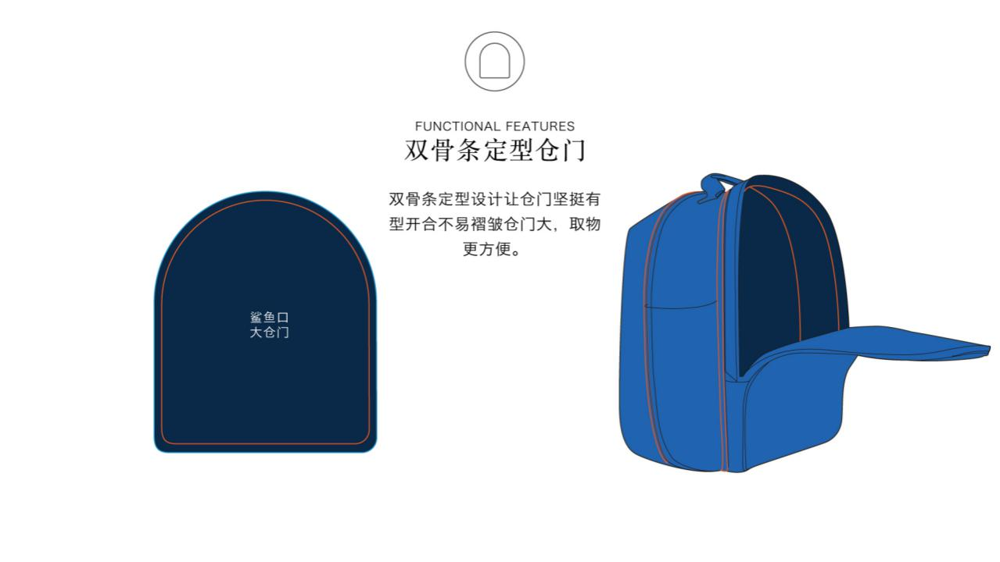 FUNCTIONAL FEATURES
双骨条定型仓门
双骨条定型设计让仓门坚挺有
型开合不易褶皱仓门大，取物
更方便。
鲨鱼口
大仓门